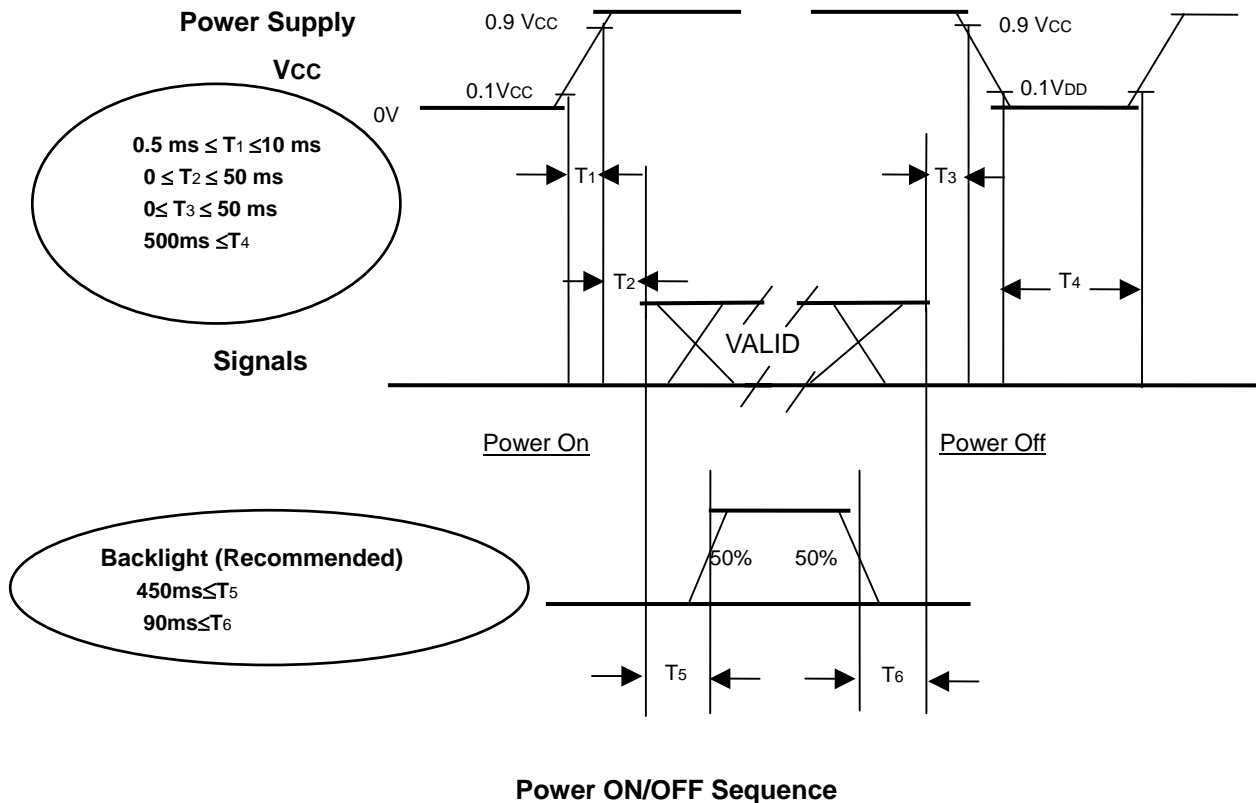 Power Supply
0.9 VCC
0.9 VCC
VCC
0.1VCC
0.1VDD
0V
0.5 ms ≤ T1 ≤10 ms
0 ≤ T2 ≤ 50 ms
0≤ T3 ≤ 50 ms
500ms ≤T4
T1
T3
T2
T4
VALID
Signals
Power On
Power Off
Backlight (Recommended)
450ms≤T5
90ms≤T6
50%
50%
T5
T6
Power ON/OFF Sequence